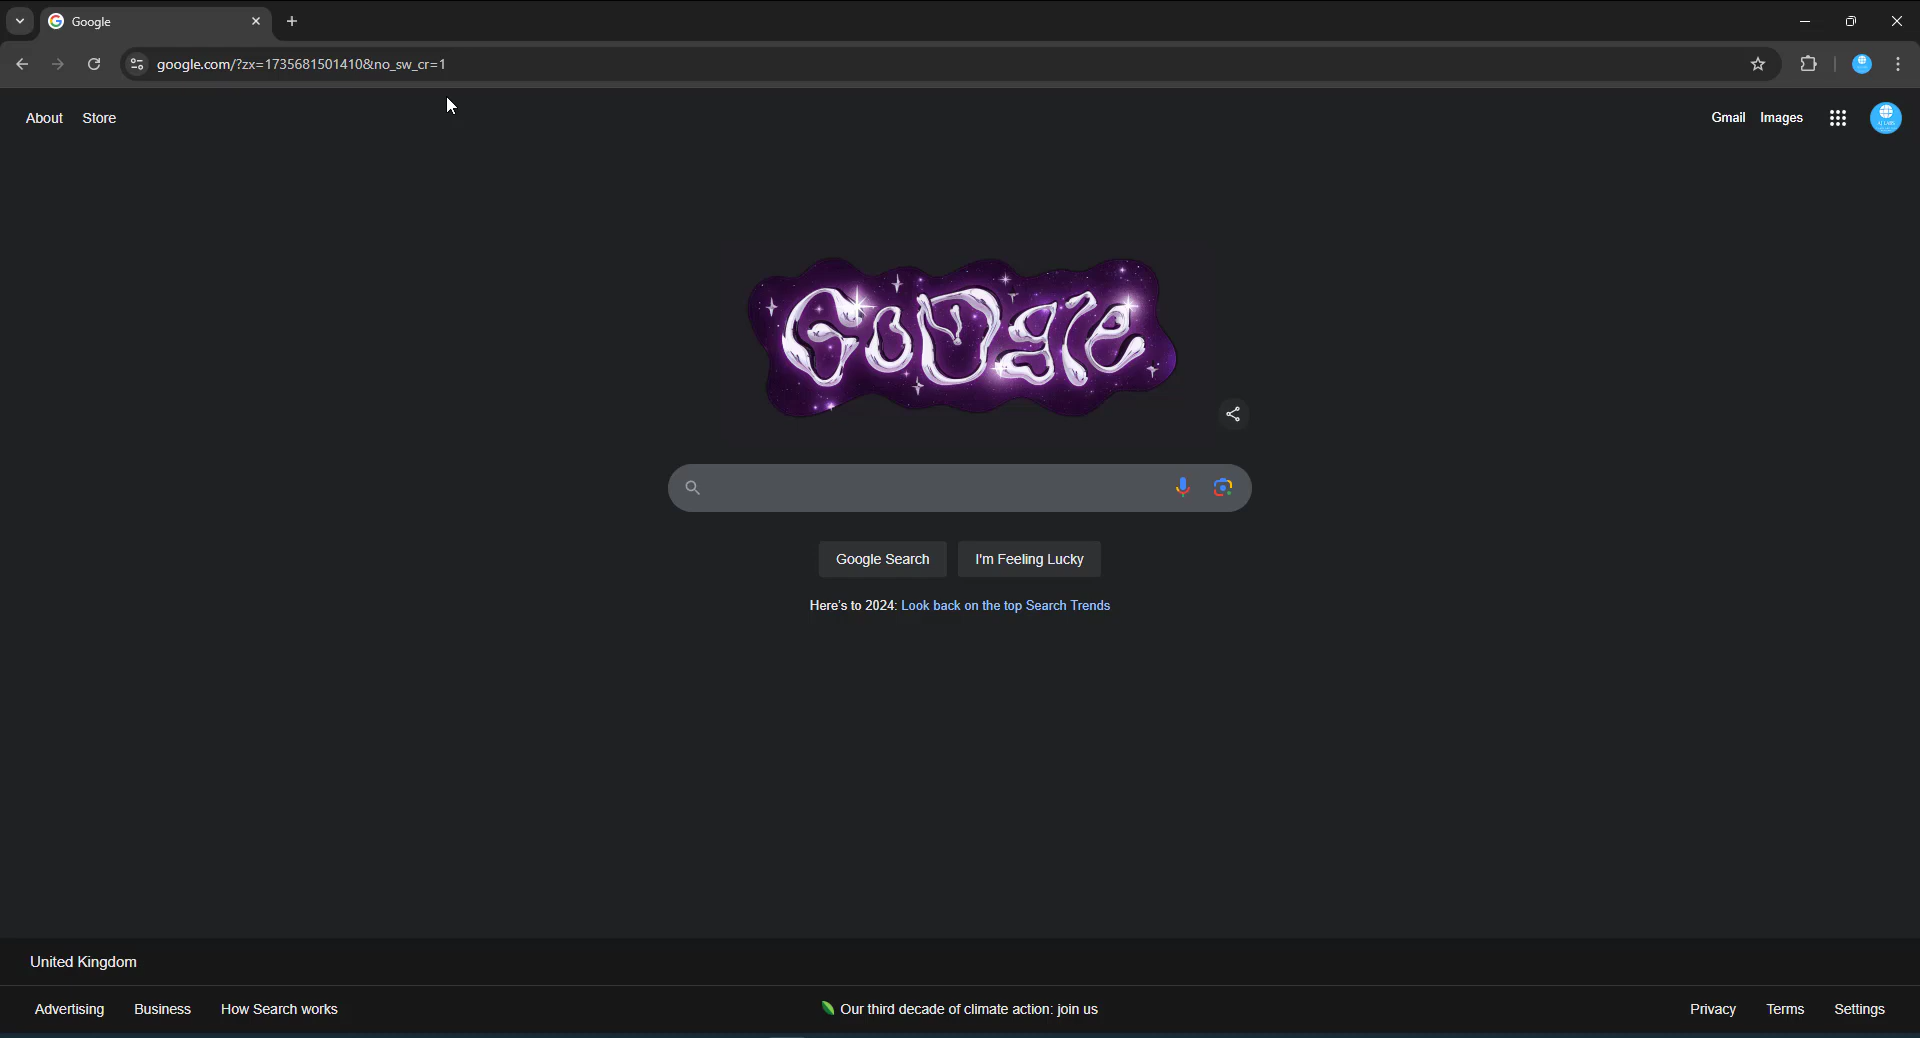 Google
google.com/?zx=1735681501410&no_sw_cr=1
About Store
Gmail Images
Google
Google Search I'm Feeling Lucky
Here's to 2024: Look back on the top Search Trends
United Kingdom
Advertising Business How Search works
Our third decade of climate action: join us
Privacy Terms Settings